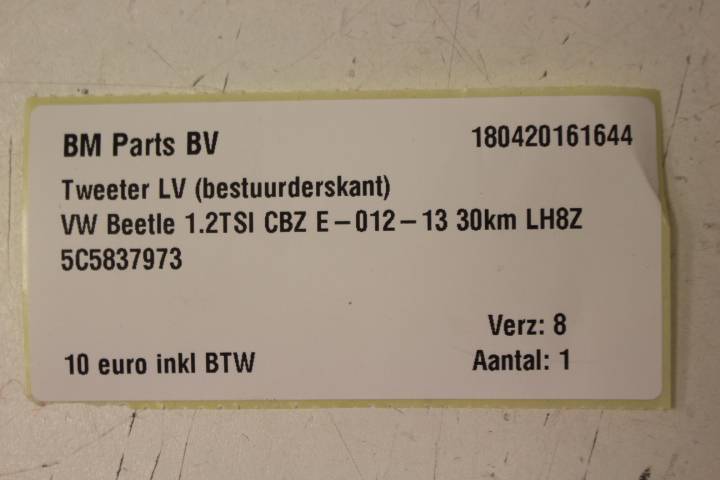 BM Parts BV 180420161644
Tweeter LV (bestuurderskant)
VW Beetle 1.2TSI CBZ E-012-13 30km LH8Z
5C5837973
Verz: 8
10 euro inkl BTW Aantal: 1